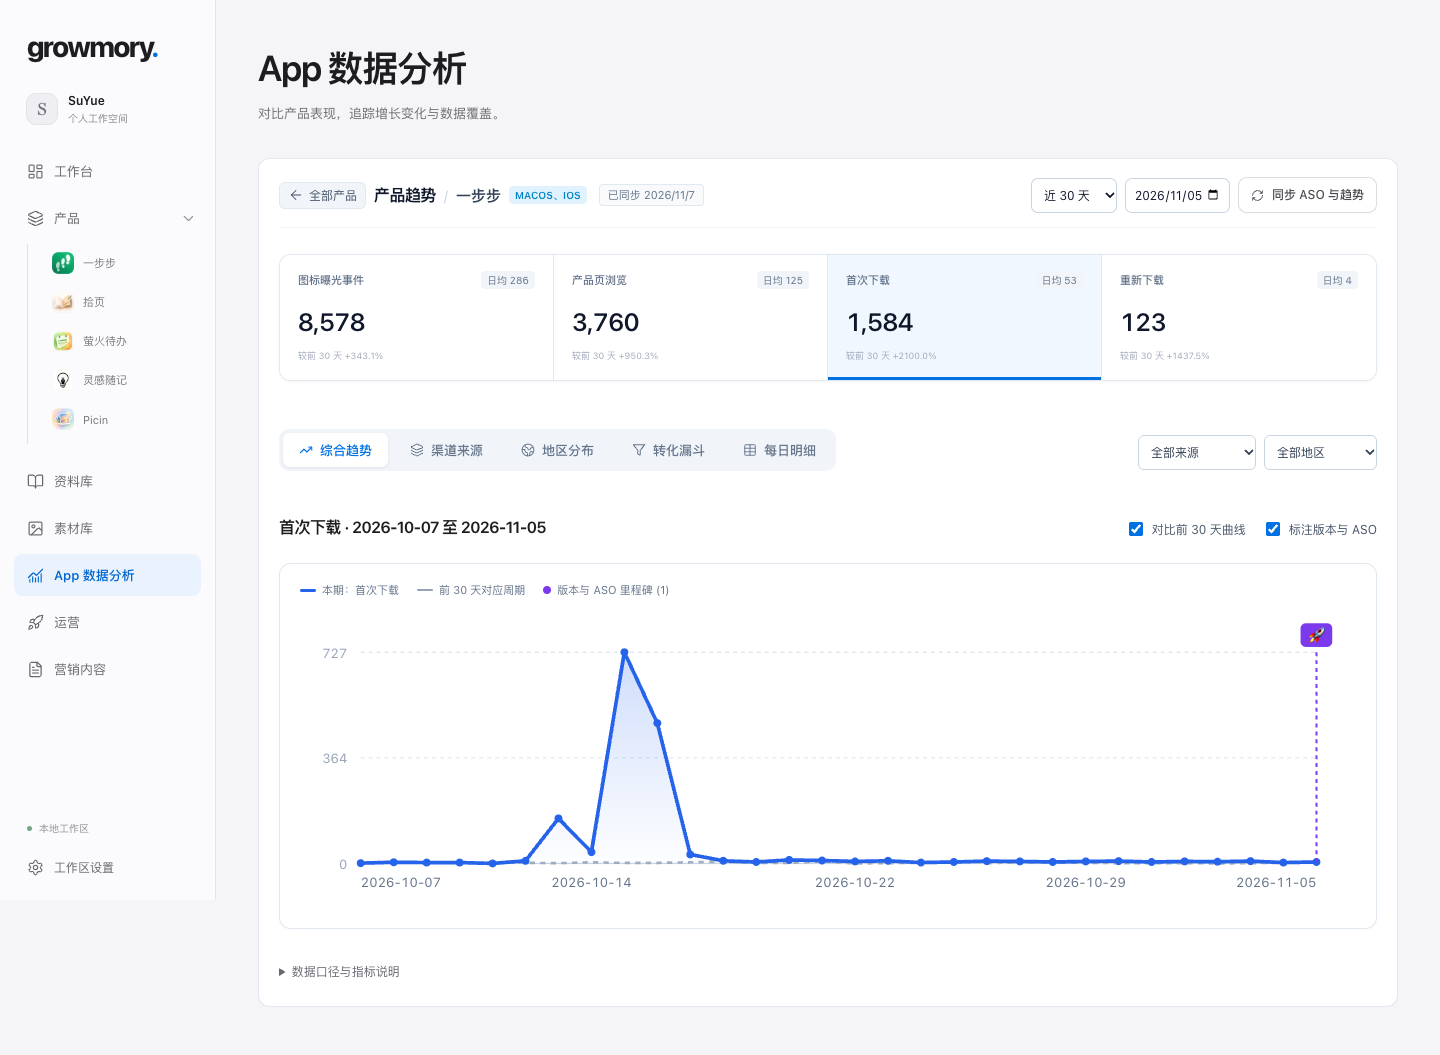 growmory.
S
SuYue
个人工作空间
工作台
产品
一步步
拾页
萤火待办
灵感随记
Picin
资料库
素材库
App 数据分析
运营
营销内容
本地工作区
工作区设置
App 数据分析
对比产品表现，追踪增长变化与数据覆盖。
全部产品
产品趋势 / 一步步
MACOS、IOS
已同步 2026/11/7
近 30 天
2026/11/05
同步 ASO 与趋势
图标曝光事件
日均 286
8,578
较前 30 天 +343.1%
产品页浏览
日均 125
3,760
较前 30 天 +950.3%
首次下载
日均 53
1,584
较前 30 天 +2100.0%
重新下载
日均 4
123
较前 30 天 +1437.5%
综合趋势
渠道来源
地区分布
转化漏斗
每日明细
全部来源
全部地区
首次下载 · 2026-10-07 至 2026-11-05
对比前 30 天曲线
标注版本与 ASO
本期：首次下载
前 30 天对应周期
版本与 ASO 里程碑 (1)
727
364
0
2026-10-07
2026-10-14
2026-10-22
2026-10-29
2026-11-05
数据口径与指标说明